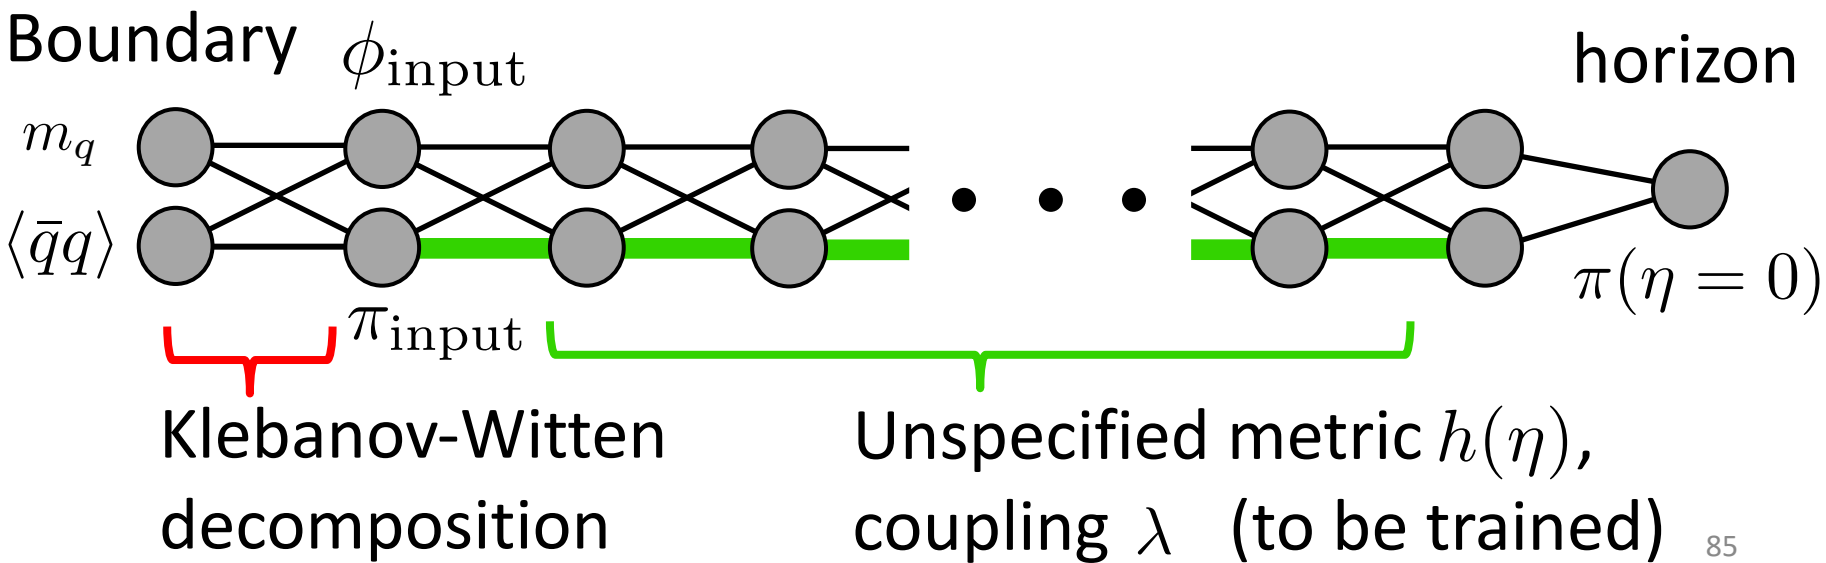 Boundary
ϕ_input
horizon
m_q
⟨q̄q⟩
π_input
π(η = 0)
Klebanov-Witten
decomposition
Unspecified metric h(η),
coupling λ (to be trained)
85